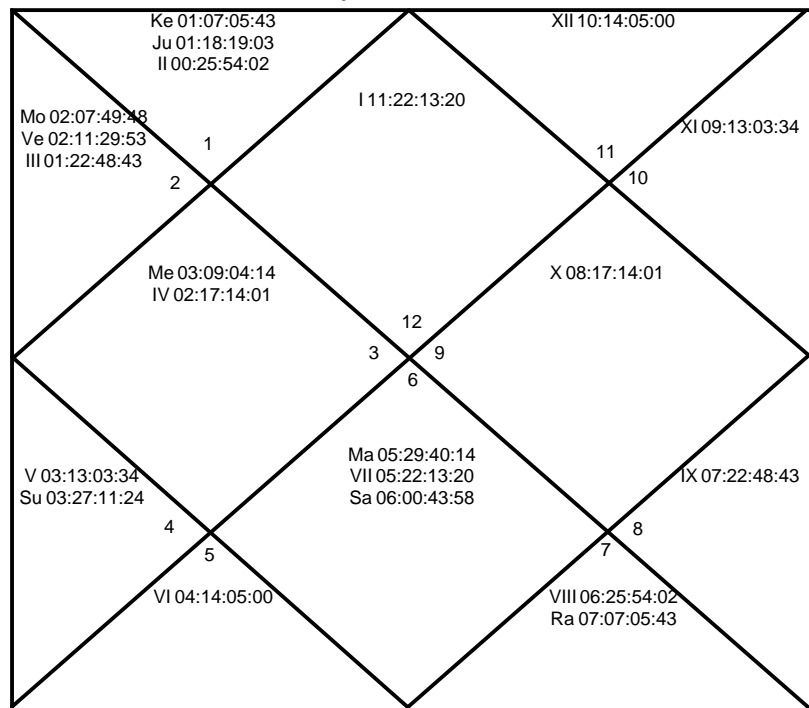 Ke 01:07:05:43
Ju 01:18:19:03
II 00:25:54:02
XII 10:14:05:00
I 11:22:13:20
Mo 02:07:49:48
Ve 02:11:29:53
III 01:22:48:43
1
2
XI 09:13:03:34
11
10
Me 03:09:04:14
IV 02:17:14:01
X 08:17:14:01
12
3
9
6
V 03:13:03:34
Su 03:27:11:24
4
5
Ma 05:29:40:14
VII 05:22:13:20
Sa 06:00:43:58
IX 07:22:48:43
8
7
VI 04:14:05:00
VIII 06:25:54:02
Ra 07:07:05:43